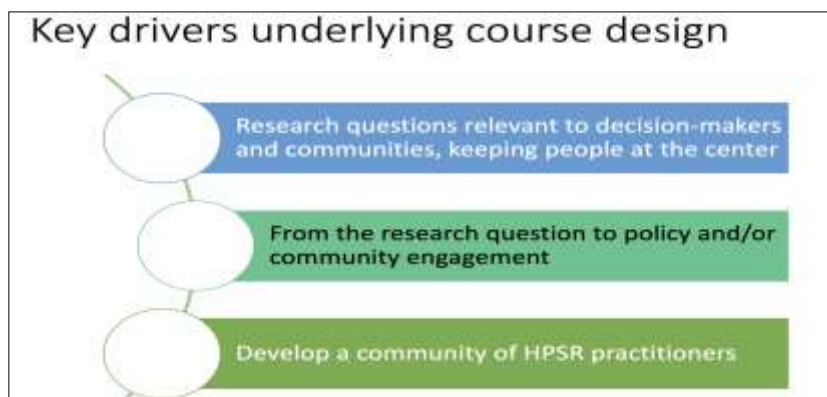 Key drivers underlying course design
Research questions relevant to decision-makers
and communities, keeping people at the center
From the research question to policy and/or
community engagement
Develop a community of HPSR practitioners